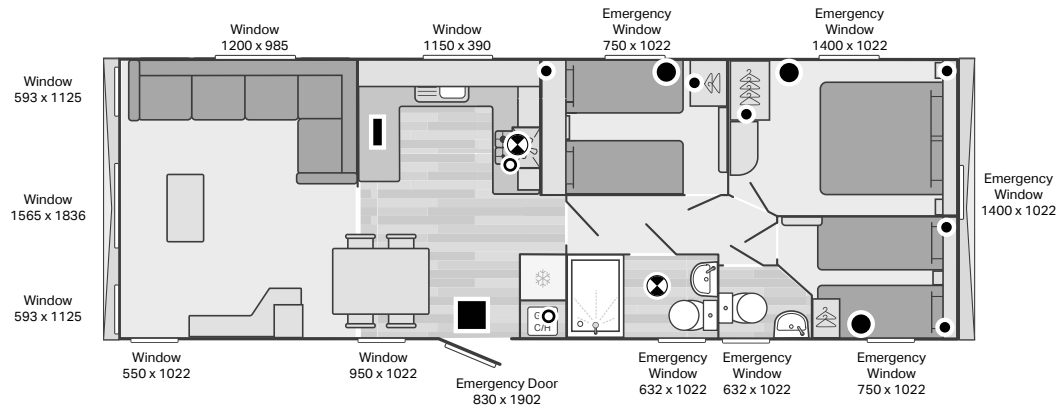 Window
1200 x 985
Window
1150 x 390
Emergency
Window
750 x 1022
Emergency
Window
1400 x 1022
Window
593 x 1125
Window
1565 x 1836
Window
593 x 1125
Emergency
Window
1400 x 1022
C/H
Window
550 x 1022
Window
950 x 1022
Emergency Door
830 x 1902
Emergency
Window
632 x 1022
Emergency
Window
632 x 1022
Emergency
Window
750 x 1022